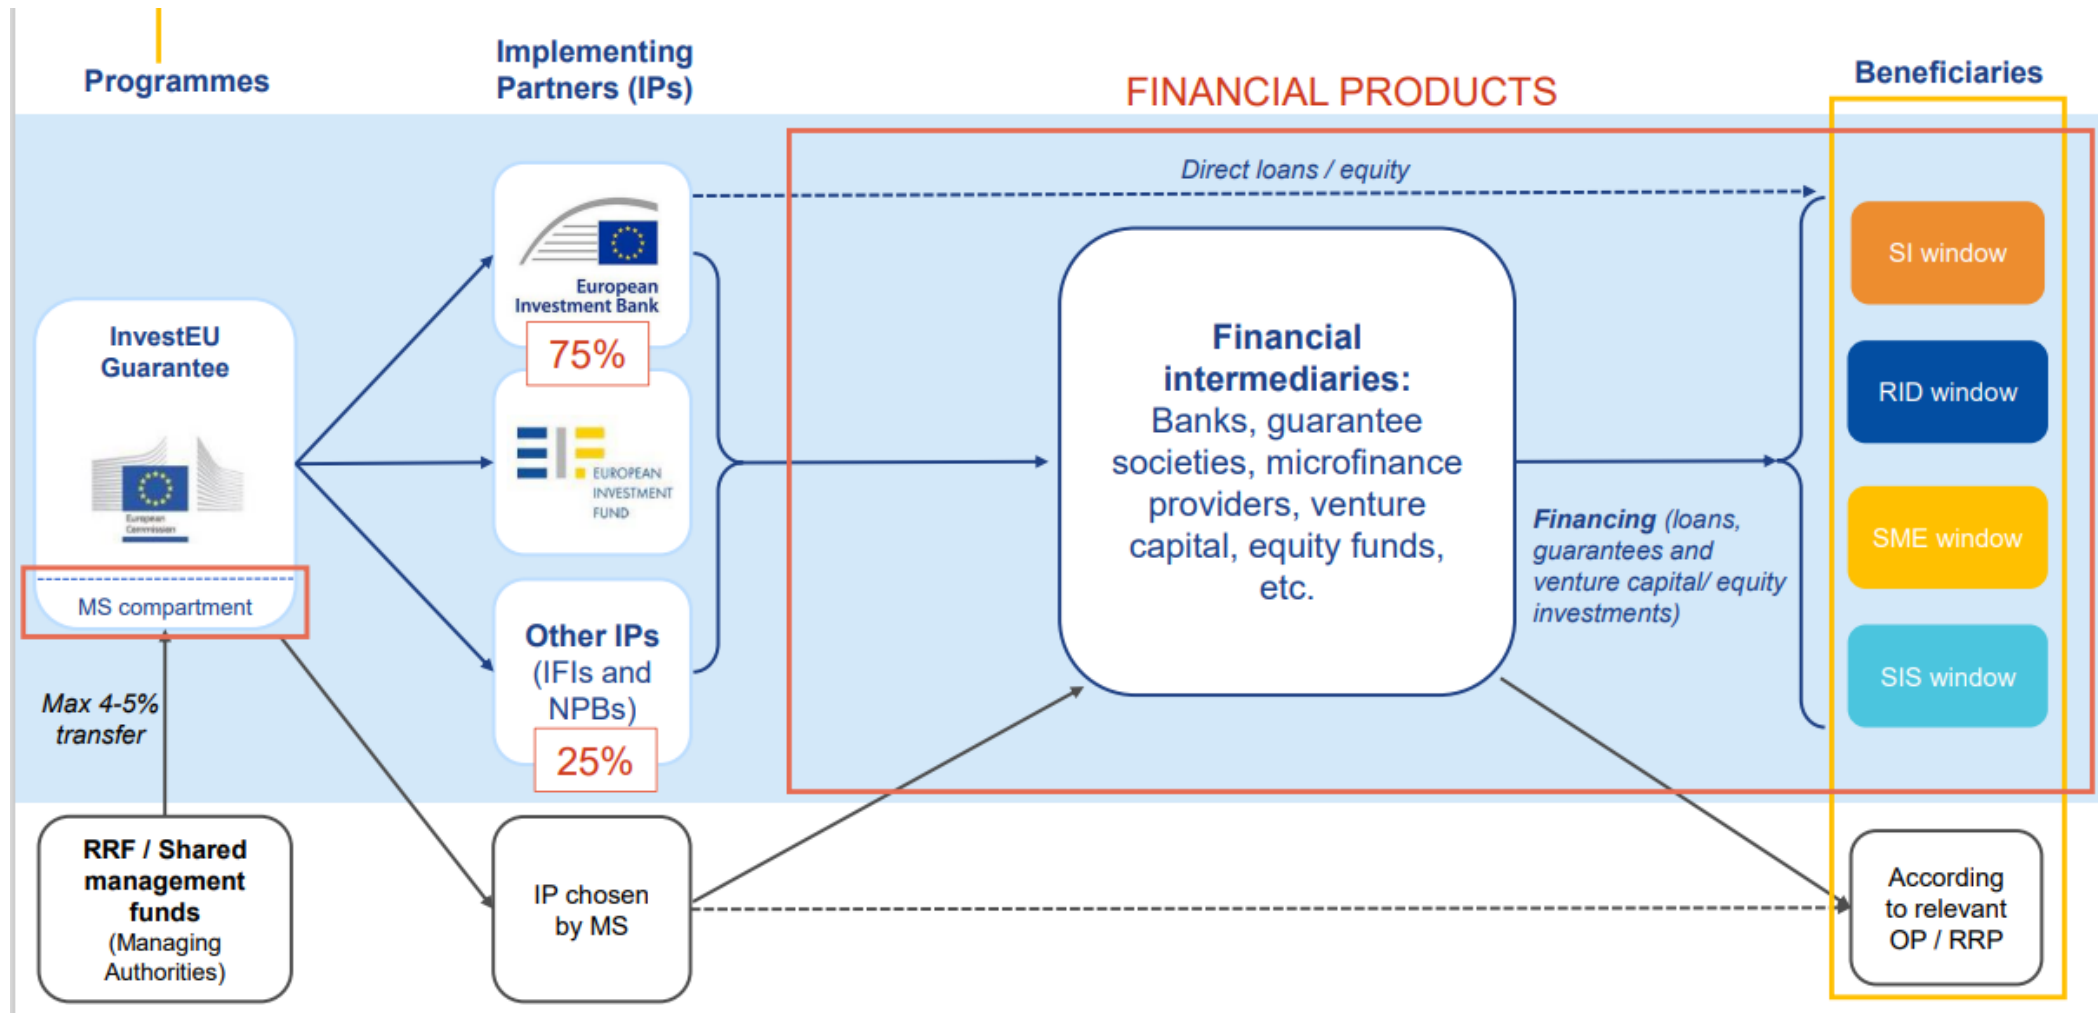 Programmes
Implementing
Partners (IPs)
FINANCIAL PRODUCTS
Beneficiaries
InvestEU
Guarantee
European
Commission
MS compartment
Max 4-5%
transfer
RRF / Shared
management
funds
(Managing
Authorities)
European
Investment Bank
75%
EIF
EUROPEAN
INVESTMENT
FUND
Other IPs
(IFIs and
NPBs)
25%
IP chosen
by MS
Direct loans / equity
Financial
intermediaries:
Banks, guarantee
societies, microfinance
providers, venture
capital, equity funds,
etc.
Financing (loans,
guarantees and
venture capital/ equity
investments)
SI window
RID window
SME window
SIS window
According
to relevant
OP / RRP